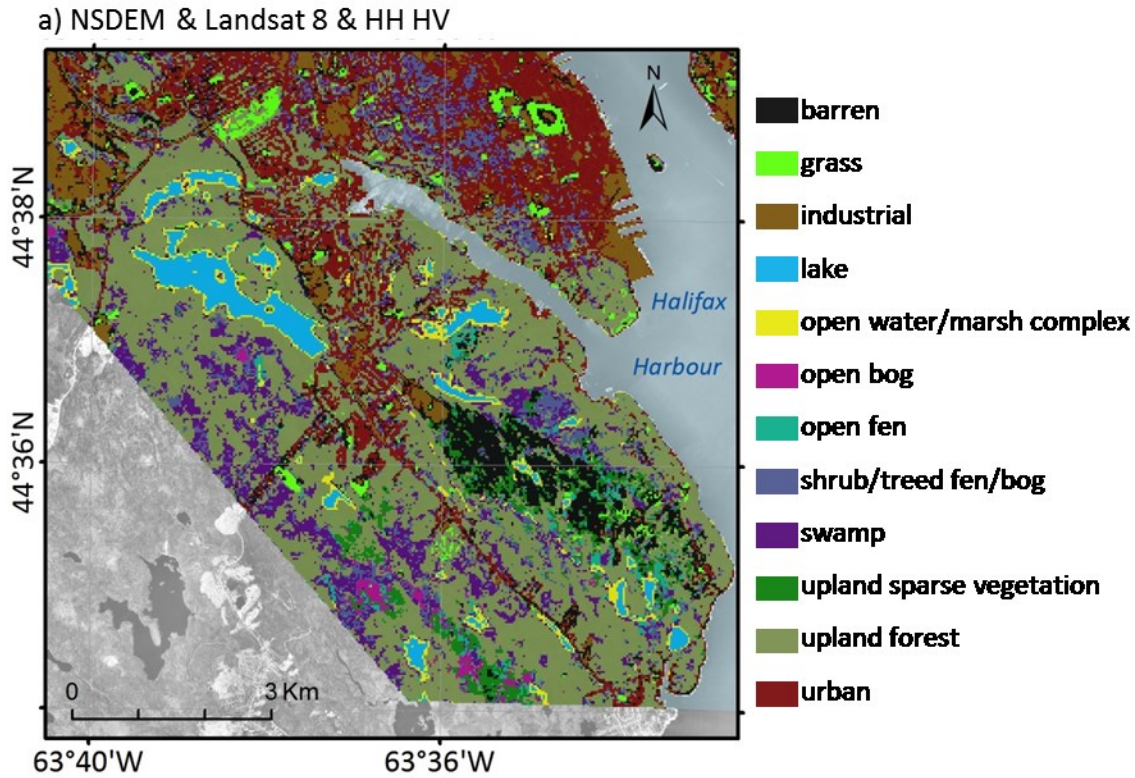 a) NSDEM & Landsat 8 & HH HV
N
44°38'N
44°36'N
Halifax
Harbour
0 3 Km
63°40'W 63°36'W
barren
grass
industrial
lake
open water/marsh complex
open bog
open fen
shrub/treed fen/bog
swamp
upland sparse vegetation
upland forest
urban